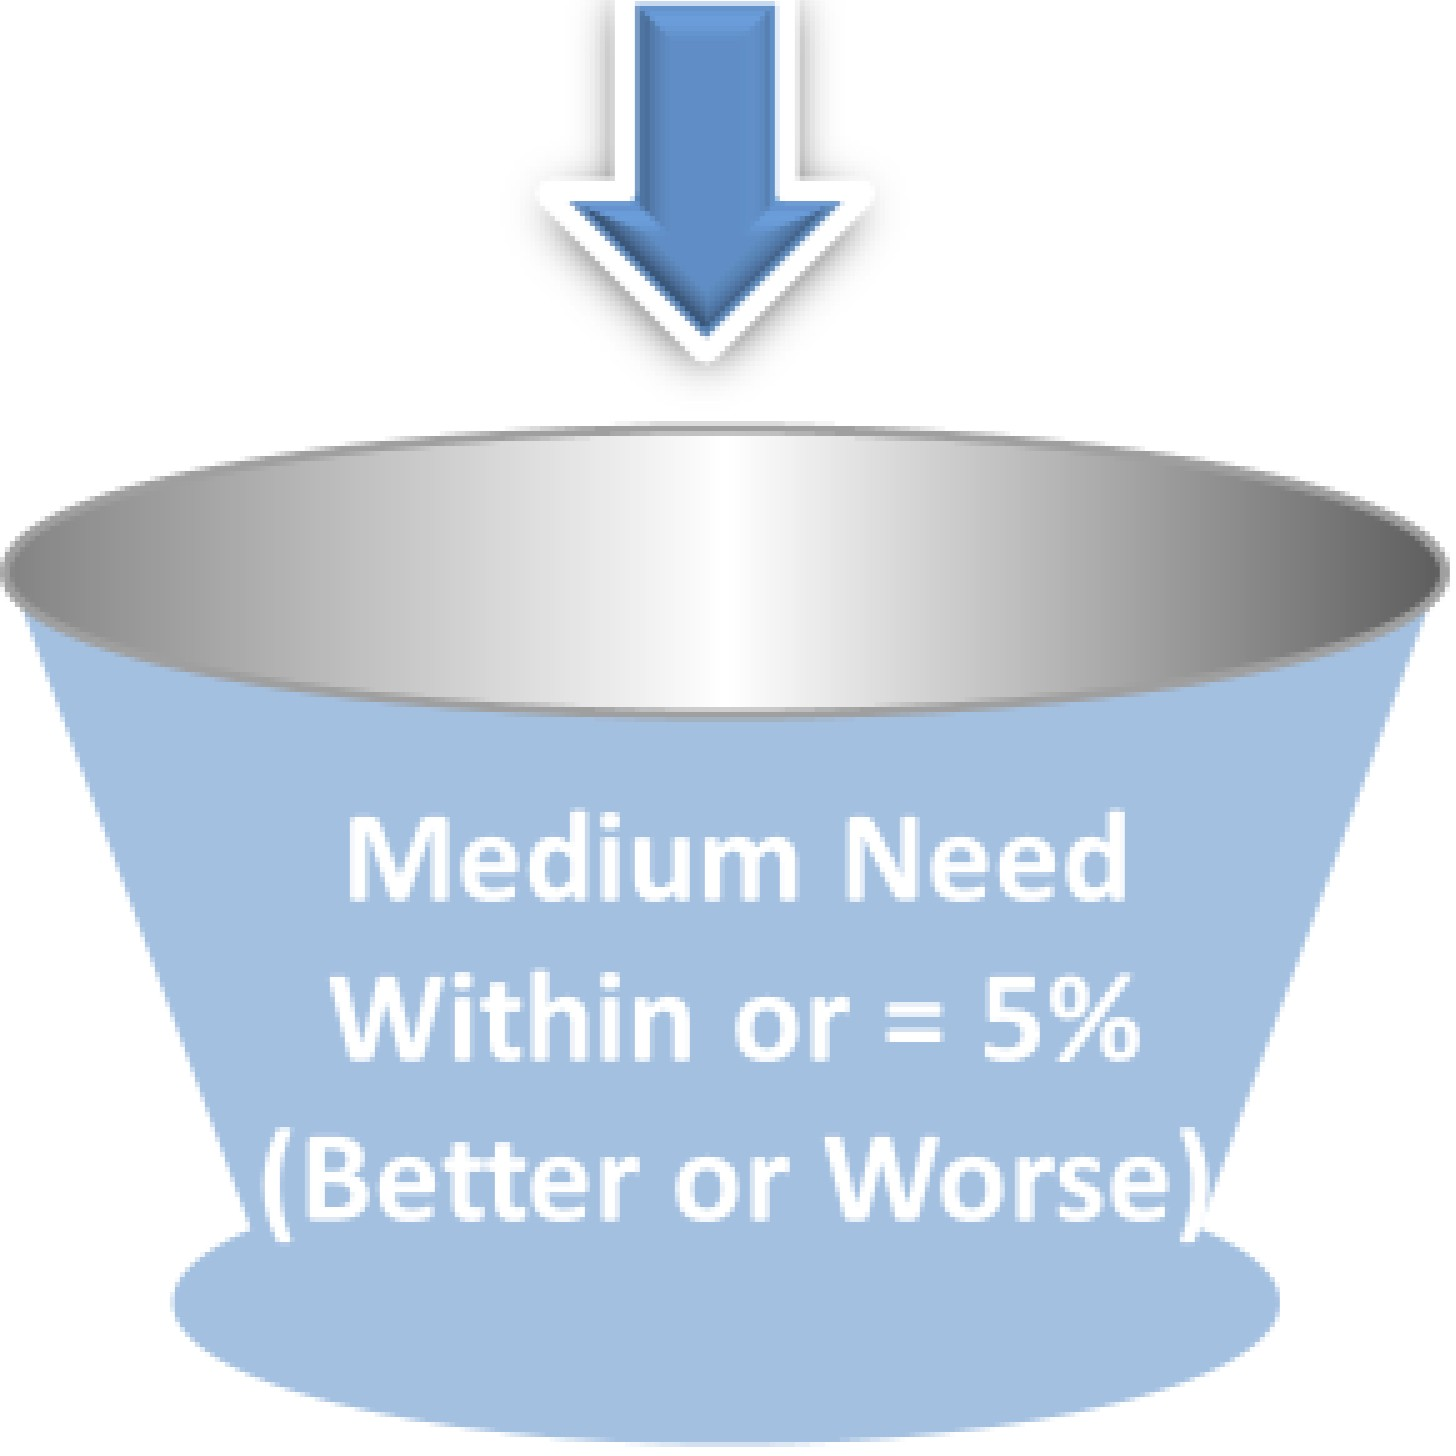 Medium Need
Within or = 5%
(Better or Worse)